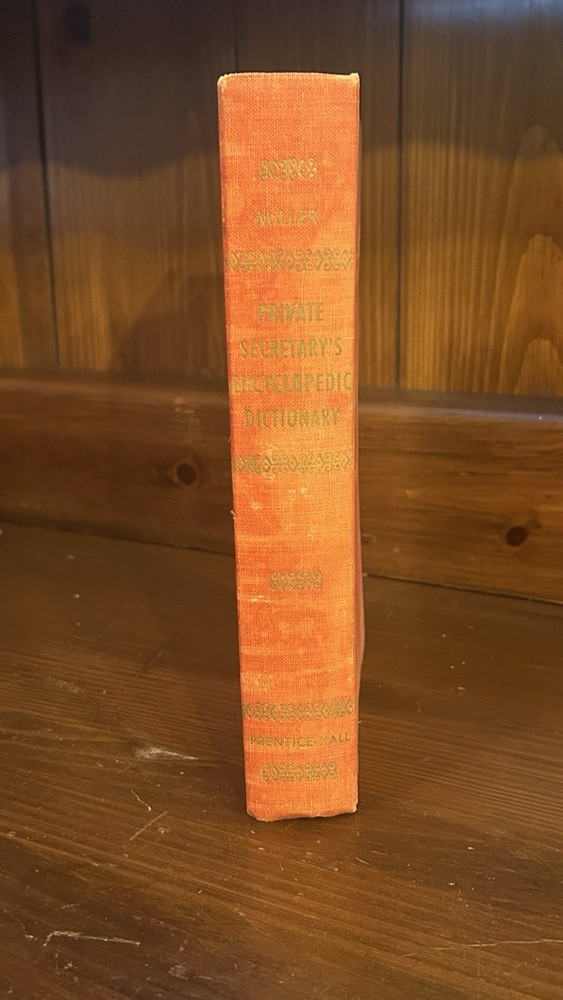 MILLER
PRIVATE
SECRETARY'S
ENCYCLOPEDIC
DICTIONARY
PRENTICE-HALL